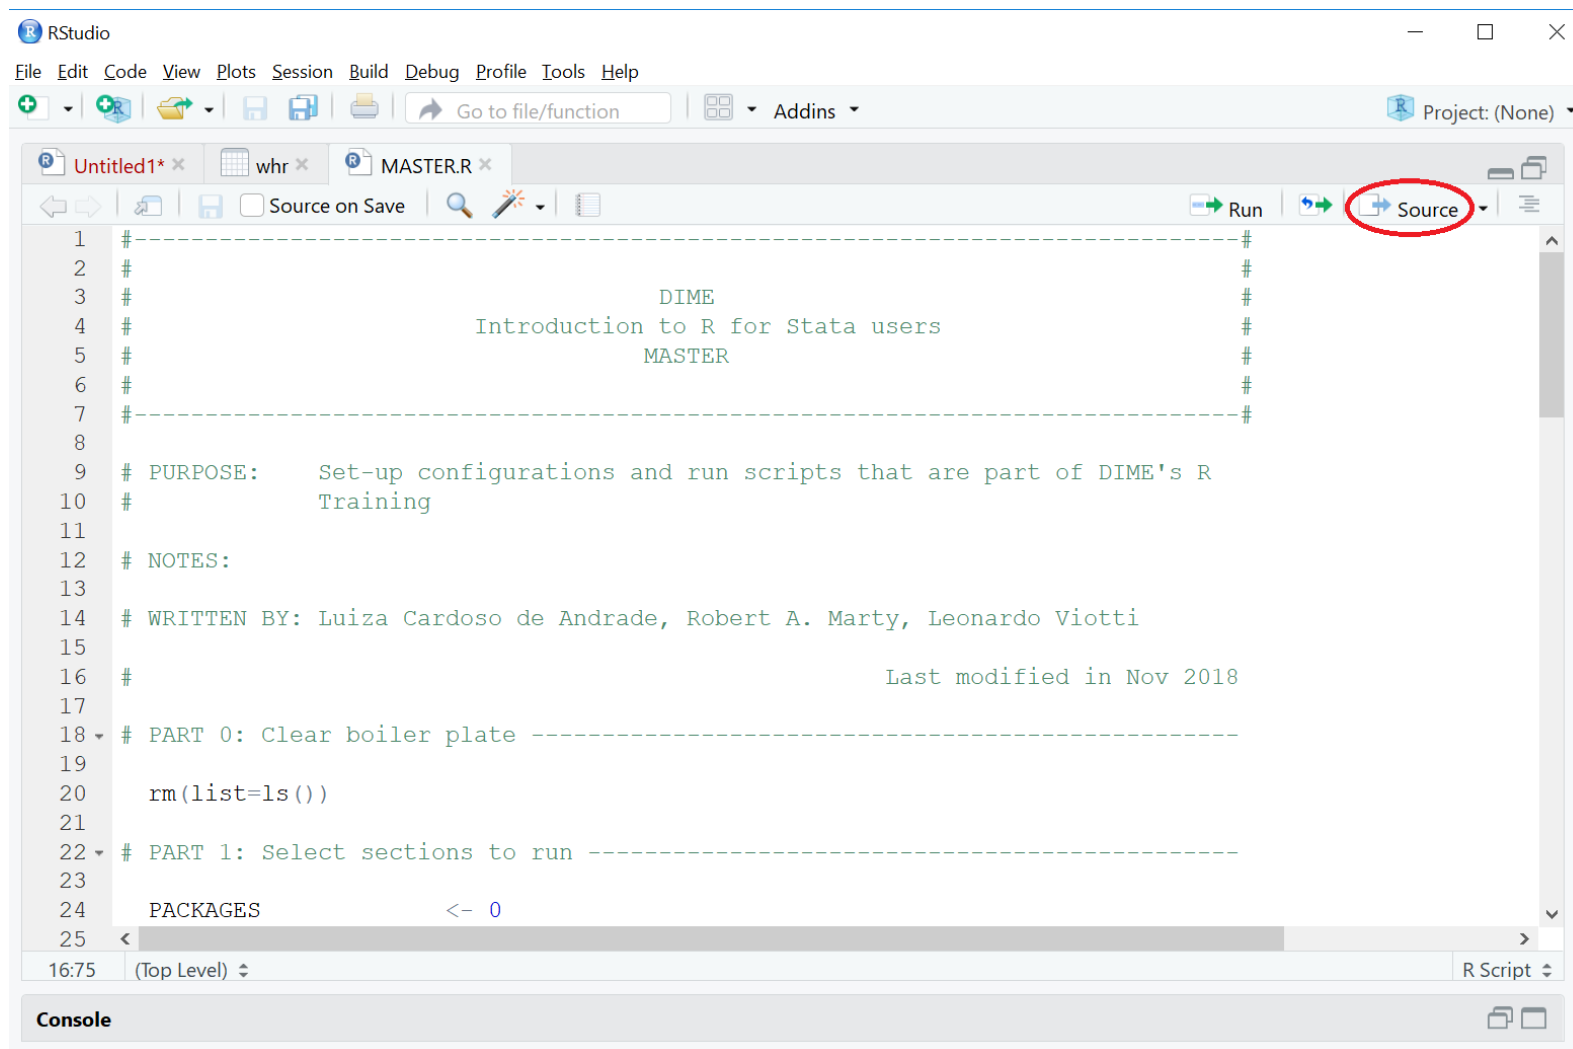 RStudio
File Edit Code View Plots Session Build Debug Profile Tools Help
Go to file/function Addins Project: (None)
Untitled1* whr MASTER.R
Source on Save Run Source
1 #------------------------------------------------------------------------------#
2 # #
3 # DIME #
4 # Introduction to R for Stata users #
5 # MASTER #
6 # #
7 #------------------------------------------------------------------------------#
8
9 # PURPOSE: Set-up configurations and run scripts that are part of DIME's R
10 # Training
11
12 # NOTES:
13
14 # WRITTEN BY: Luiza Cardoso de Andrade, Robert A. Marty, Leonardo Viotti
15
16 # Last modified in Nov 2018
17
18 # PART 0: Clear boiler plate --------------------------------------------------
19
20 rm(list=ls())
21
22 # PART 1: Select sections to run ----------------------------------------------
23
24 PACKAGES <- 0
25
16:75 (Top Level) R Script
Console